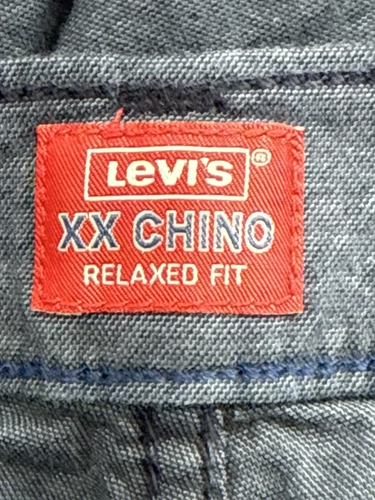 Levi's ®
XX CHINO
RELAXED FIT